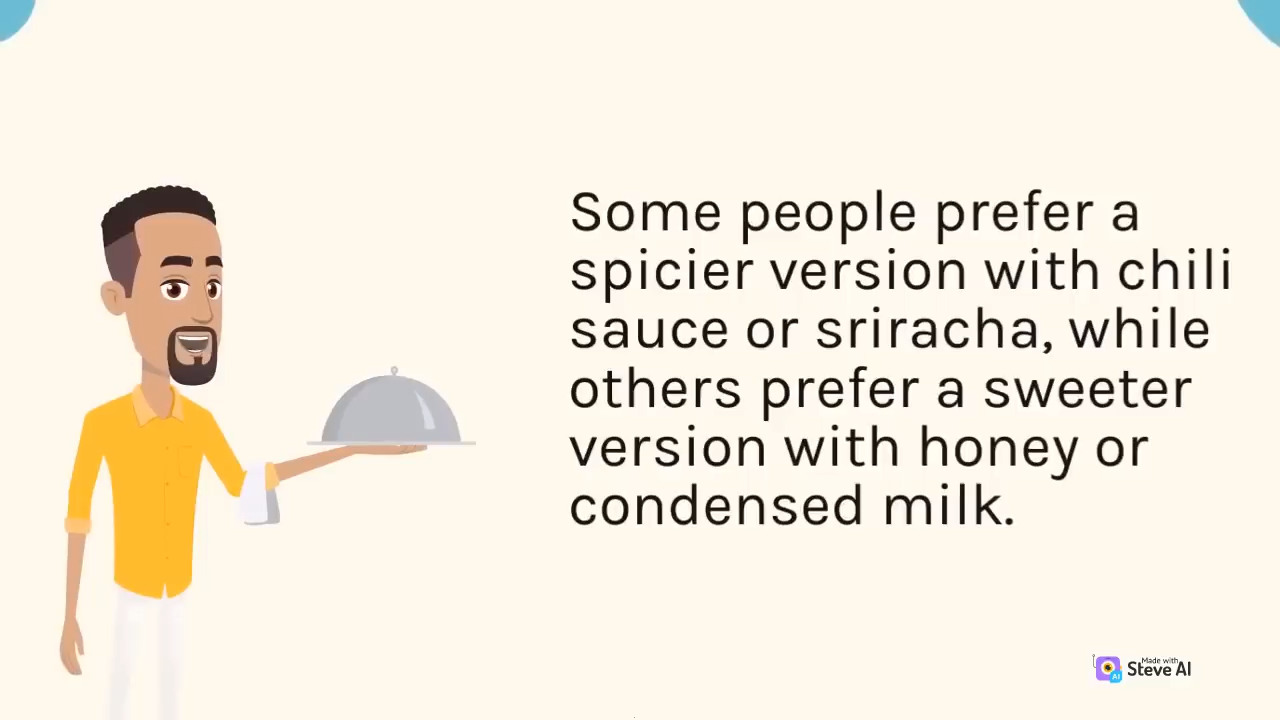 Some people prefer a
spicier version with chili
sauce or sriracha, while
others prefer a sweeter
version with honey or
condensed milk.
Made with
Steve AI
AI